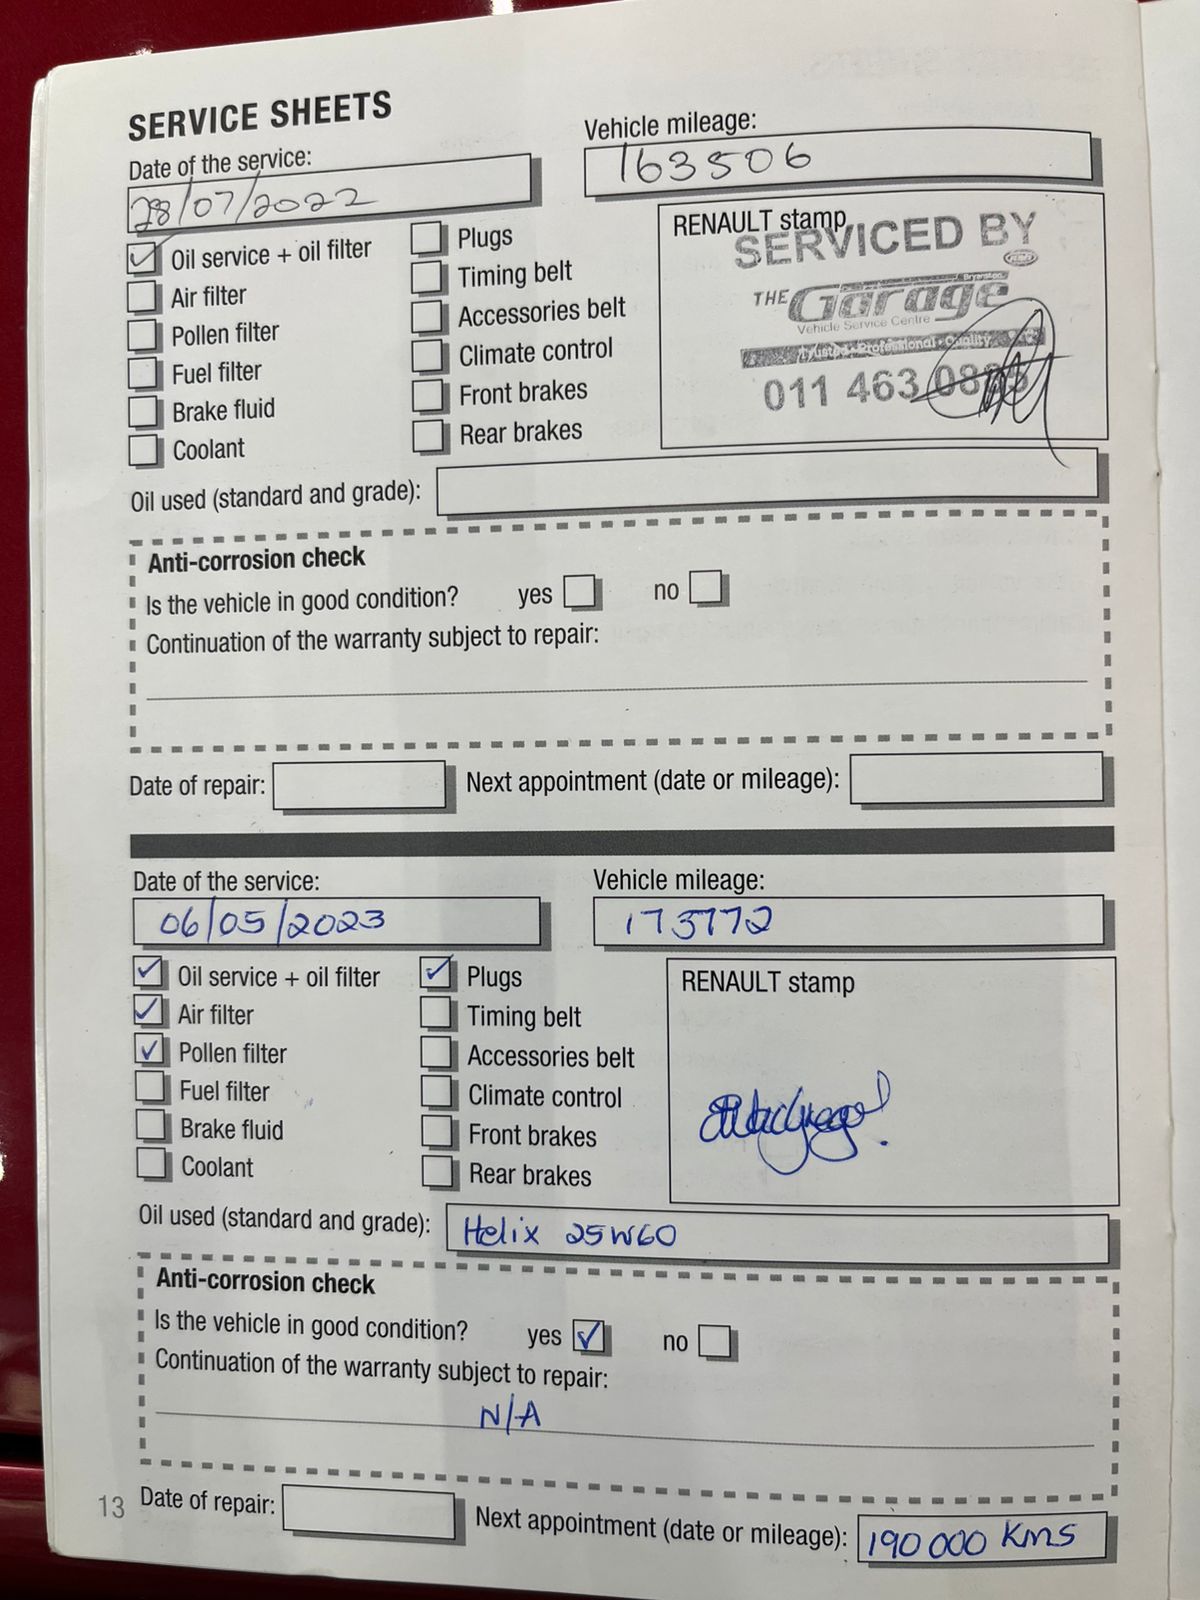 SERVICE SHEETS
Date of the service:
28/07/2022
Vehicle mileage:
163506
Oil service + oil filter
Air filter
Pollen filter
Fuel filter
Brake fluid
Coolant
Plugs
Timing belt
Accessories belt
Climate control
Front brakes
Rear brakes
RENAULT stamp
SERVICED BY
Bryanston
THE Garage
Vehicle Service Centre
Trusted • Professional • Quality
011 463
Oil used (standard and grade):
Anti-corrosion check
Is the vehicle in good condition? yes no
Continuation of the warranty subject to repair:
Date of repair:
Next appointment (date or mileage):
Date of the service:
06/05/2023
Vehicle mileage:
173772
Oil service + oil filter
Air filter
Pollen filter
Fuel filter
Brake fluid
Coolant
Plugs
Timing belt
Accessories belt
Climate control
Front brakes
Rear brakes
RENAULT stamp
Oil used (standard and grade): Helix 25W60
Anti-corrosion check
Is the vehicle in good condition? yes no
Continuation of the warranty subject to repair:
N/A
Date of repair:
Next appointment (date or mileage): 190 000 Kms
13